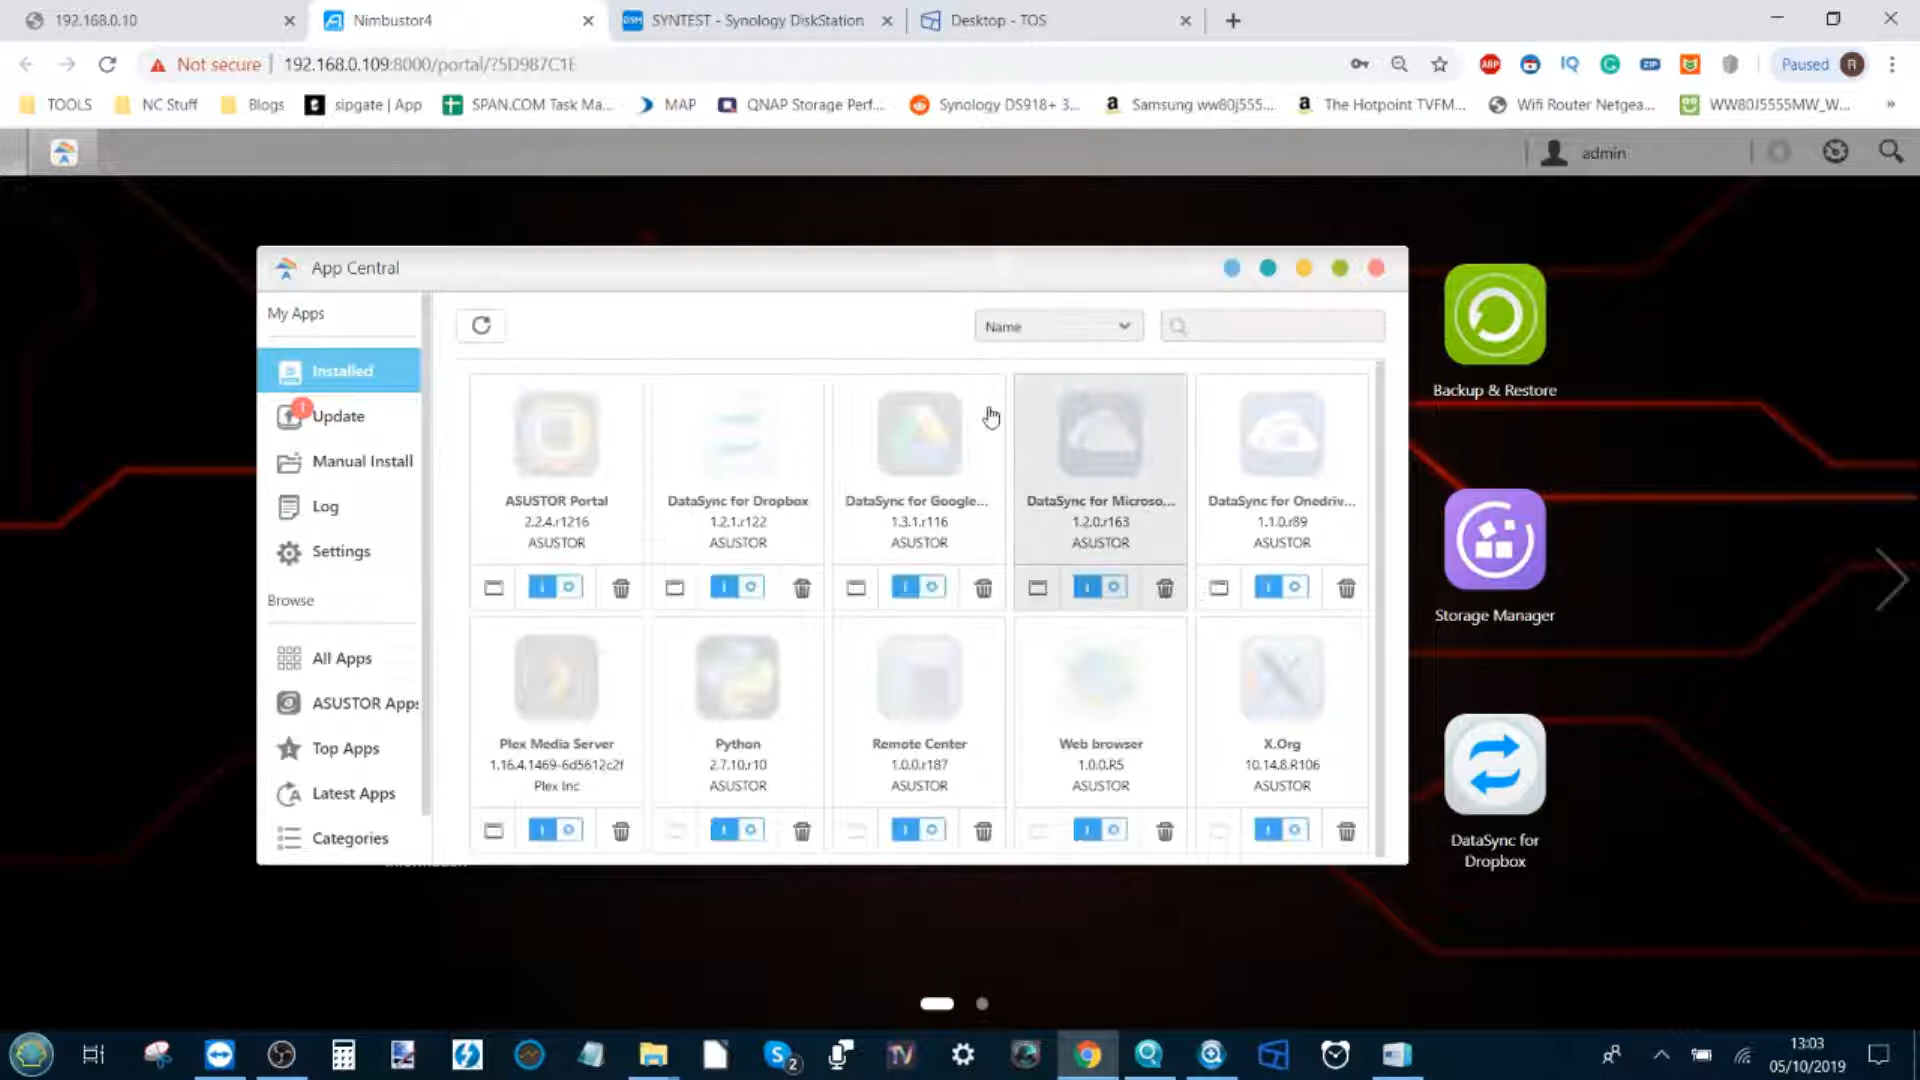 192.168.0.10
Nimbustor4
DSM
SYNTEST - Synology DiskStation
Desktop - TOS
Not secure
192.168.0.109:8000/portal/?5D987C1E
ABP
IQ
ZIP
Paused
R
TOOLS
NC Stuff
Blogs
sipgate | App
SPAN.COM Task Ma...
MAP
QNAP Storage Perf...
Synology DS918+ 3...
Samsung ww80j555...
The Hotpoint TVFM...
Wifi Router Netgea...
WW80J5555MW_W...
»
admin
App Central
My Apps
Installed
1
Update
Manual Install
Log
Settings
Browse
All Apps
ASUSTOR Apps
Top Apps
Latest Apps
Categories
Name
ASUSTOR Portal
2.2.4.r1216
ASUSTOR
DataSync for Dropbox
1.2.1.r122
ASUSTOR
DataSync for Google...
1.3.1.r116
ASUSTOR
DataSync for Microso...
1.2.0.r163
ASUSTOR
DataSync for Onedriv...
1.1.0.r89
ASUSTOR
Plex Media Server
1.16.4.1469-6d5612c2f
Plex Inc
Python
2.7.10.r10
ASUSTOR
Remote Center
1.0.0.r187
ASUSTOR
Web browser
1.0.0.R5
ASUSTOR
X.Org
10.14.8.R106
ASUSTOR
Backup & Restore
Storage Manager
DataSync for
Dropbox
2
TV
13:03
05/10/2019